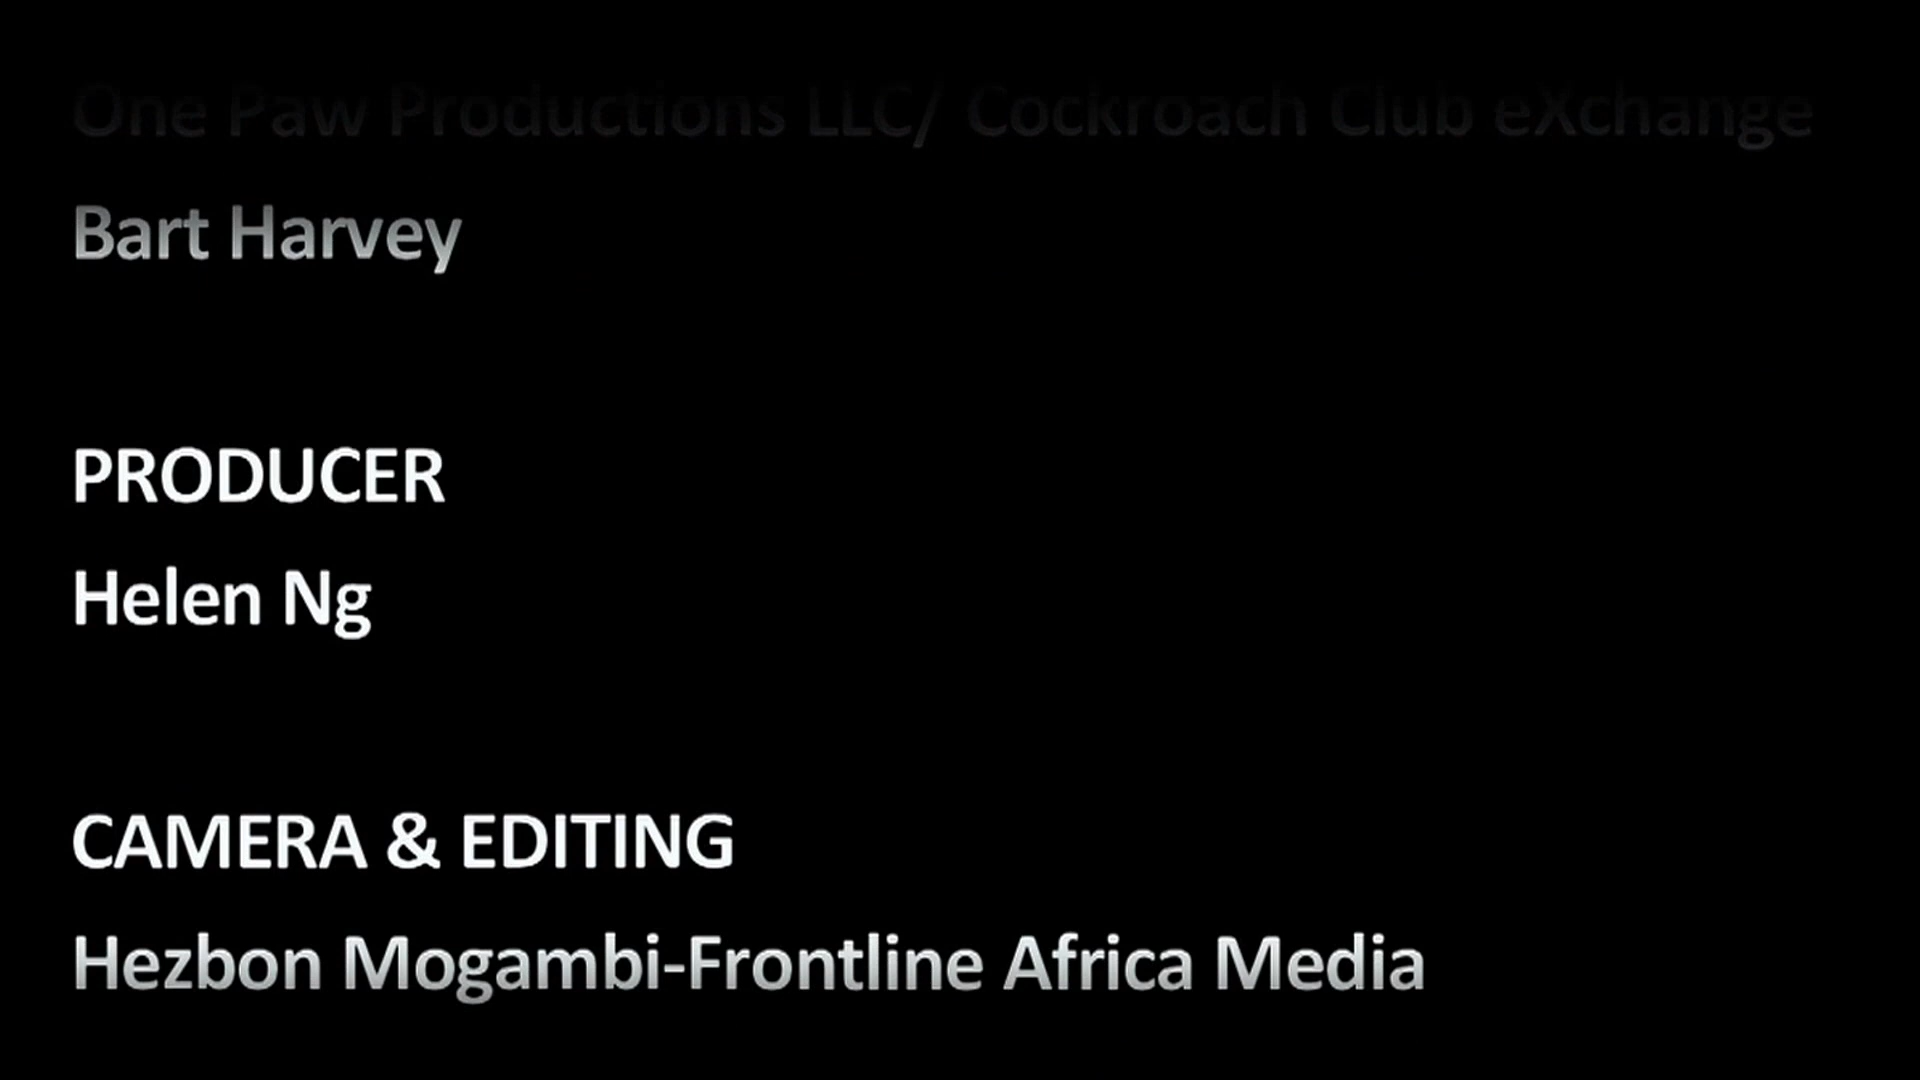 One Paw Productions LLC/ Cockroach Club eXchange
Bart Harvey
PRODUCER
Helen Ng
CAMERA & EDITING
Hezbon Mogambi-Frontline Africa Media